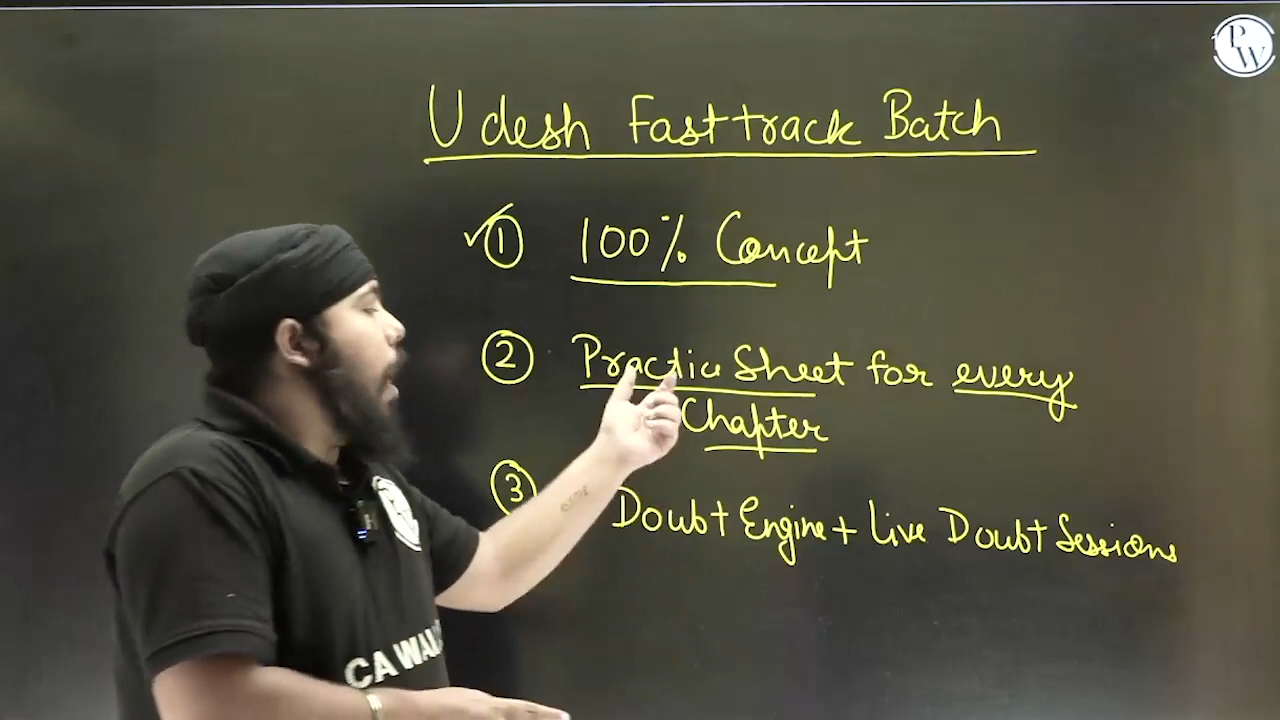 PW
Udesh Fasttrack Batch
① 100% Concept
② Practice Sheet for every
Chapter
③ Doubt Engine + Live Doubt Sessions
CA WAL